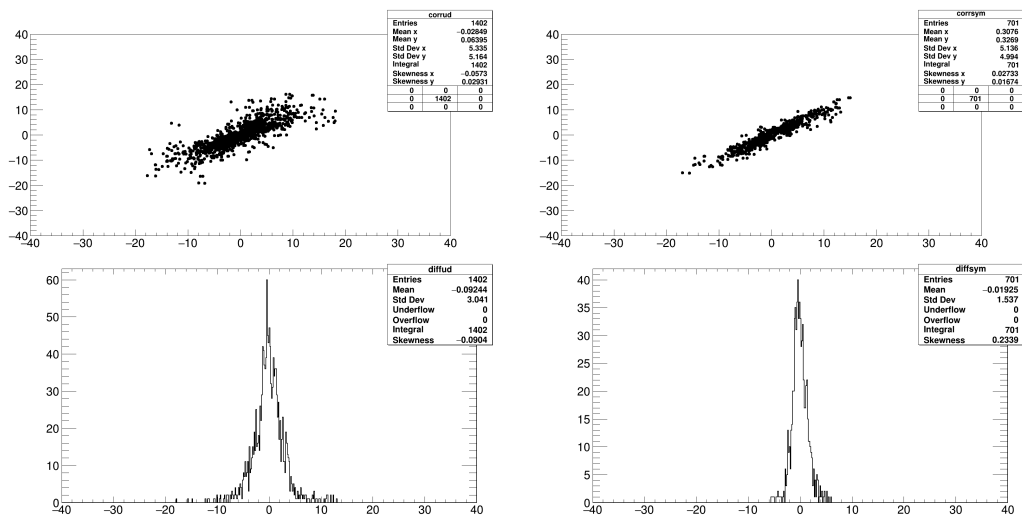 corrud
Entries 1402
Mean x −0.02849
Mean y 0.06395
Std Dev x 5.335
Std Dev y 5.164
Integral 1402
Skewness x −0.0573
Skewness y 0.02931
0 0 0
0 1402 0
0 0 0
40
30
20
10
0
−10
−20
−30
−40
−40 −30 −20 −10 0 10 20 30 40
corrsym
Entries 701
Mean x 0.3076
Mean y 0.3269
Std Dev x 5.136
Std Dev y 4.994
Integral 701
Skewness x 0.02733
Skewness y 0.01674
0 0 0
0 701 0
0 0 0
40
30
20
10
0
−10
−20
−30
−40
−40 −30 −20 −10 0 10 20 30 40
diffud
Entries 1402
Mean −0.09244
Std Dev 3.041
Underflow 0
Overflow 0
Integral 1402
Skewness −0.0904
60
50
40
30
20
10
0
−40 −30 −20 −10 0 10 20 30 40
diffsym
Entries 701
Mean −0.01925
Std Dev 1.537
Underflow 0
Overflow 0
Integral 701
Skewness 0.2339
40
35
30
25
20
15
10
5
0
−40 −30 −20 −10 0 10 20 30 40